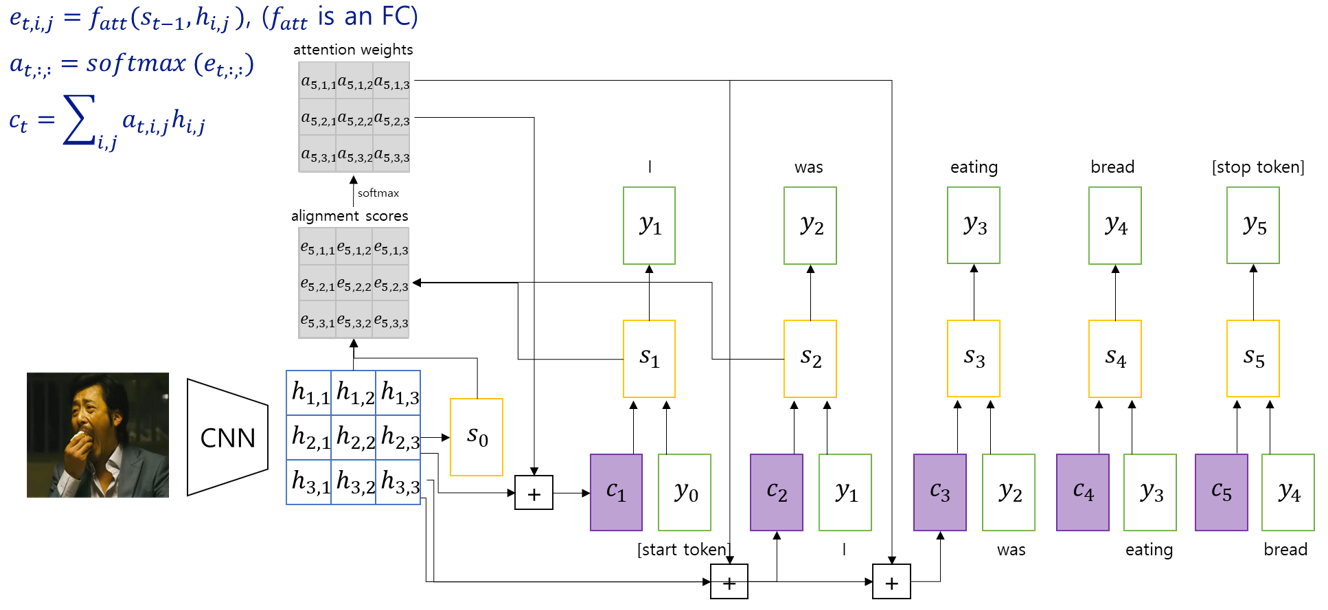 e_{t,i,j} = f_{att}(s_{t−1}, h_{i,j}), (f_{att} is an FC)
a_{t,:,:} = softmax (e_{t,:,:})
c_t = ∑_{i,j} a_{t,i,j}h_{i,j}
attention weights
a_{5,1,1} a_{5,1,2} a_{5,1,3}
a_{5,2,1} a_{5,2,2} a_{5,2,3}
a_{5,3,1} a_{5,3,2} a_{5,3,3}
softmax
alignment scores
e_{5,1,1} e_{5,1,2} e_{5,1,3}
e_{5,2,1} e_{5,2,2} e_{5,2,3}
e_{5,3,1} e_{5,3,2} e_{5,3,3}
CNN
h_{1,1} h_{1,2} h_{1,3}
h_{2,1} h_{2,2} h_{2,3}
h_{3,1} h_{3,2} h_{3,3}
s_0
I was eating bread [stop token]
y_1 y_2 y_3 y_4 y_5
s_1 s_2 s_3 s_4 s_5
+ c_1 y_0 c_2 y_1 c_3 y_2 c_4 y_3 c_5 y_4
[start token] I was eating bread
+ +